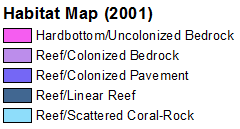 Habitat Map (2001)
Hardbottom/Uncolonized Bedrock
Reef/Colonized Bedrock
Reef/Colonized Pavement
Reef/Linear Reef
Reef/Scattered Coral-Rock